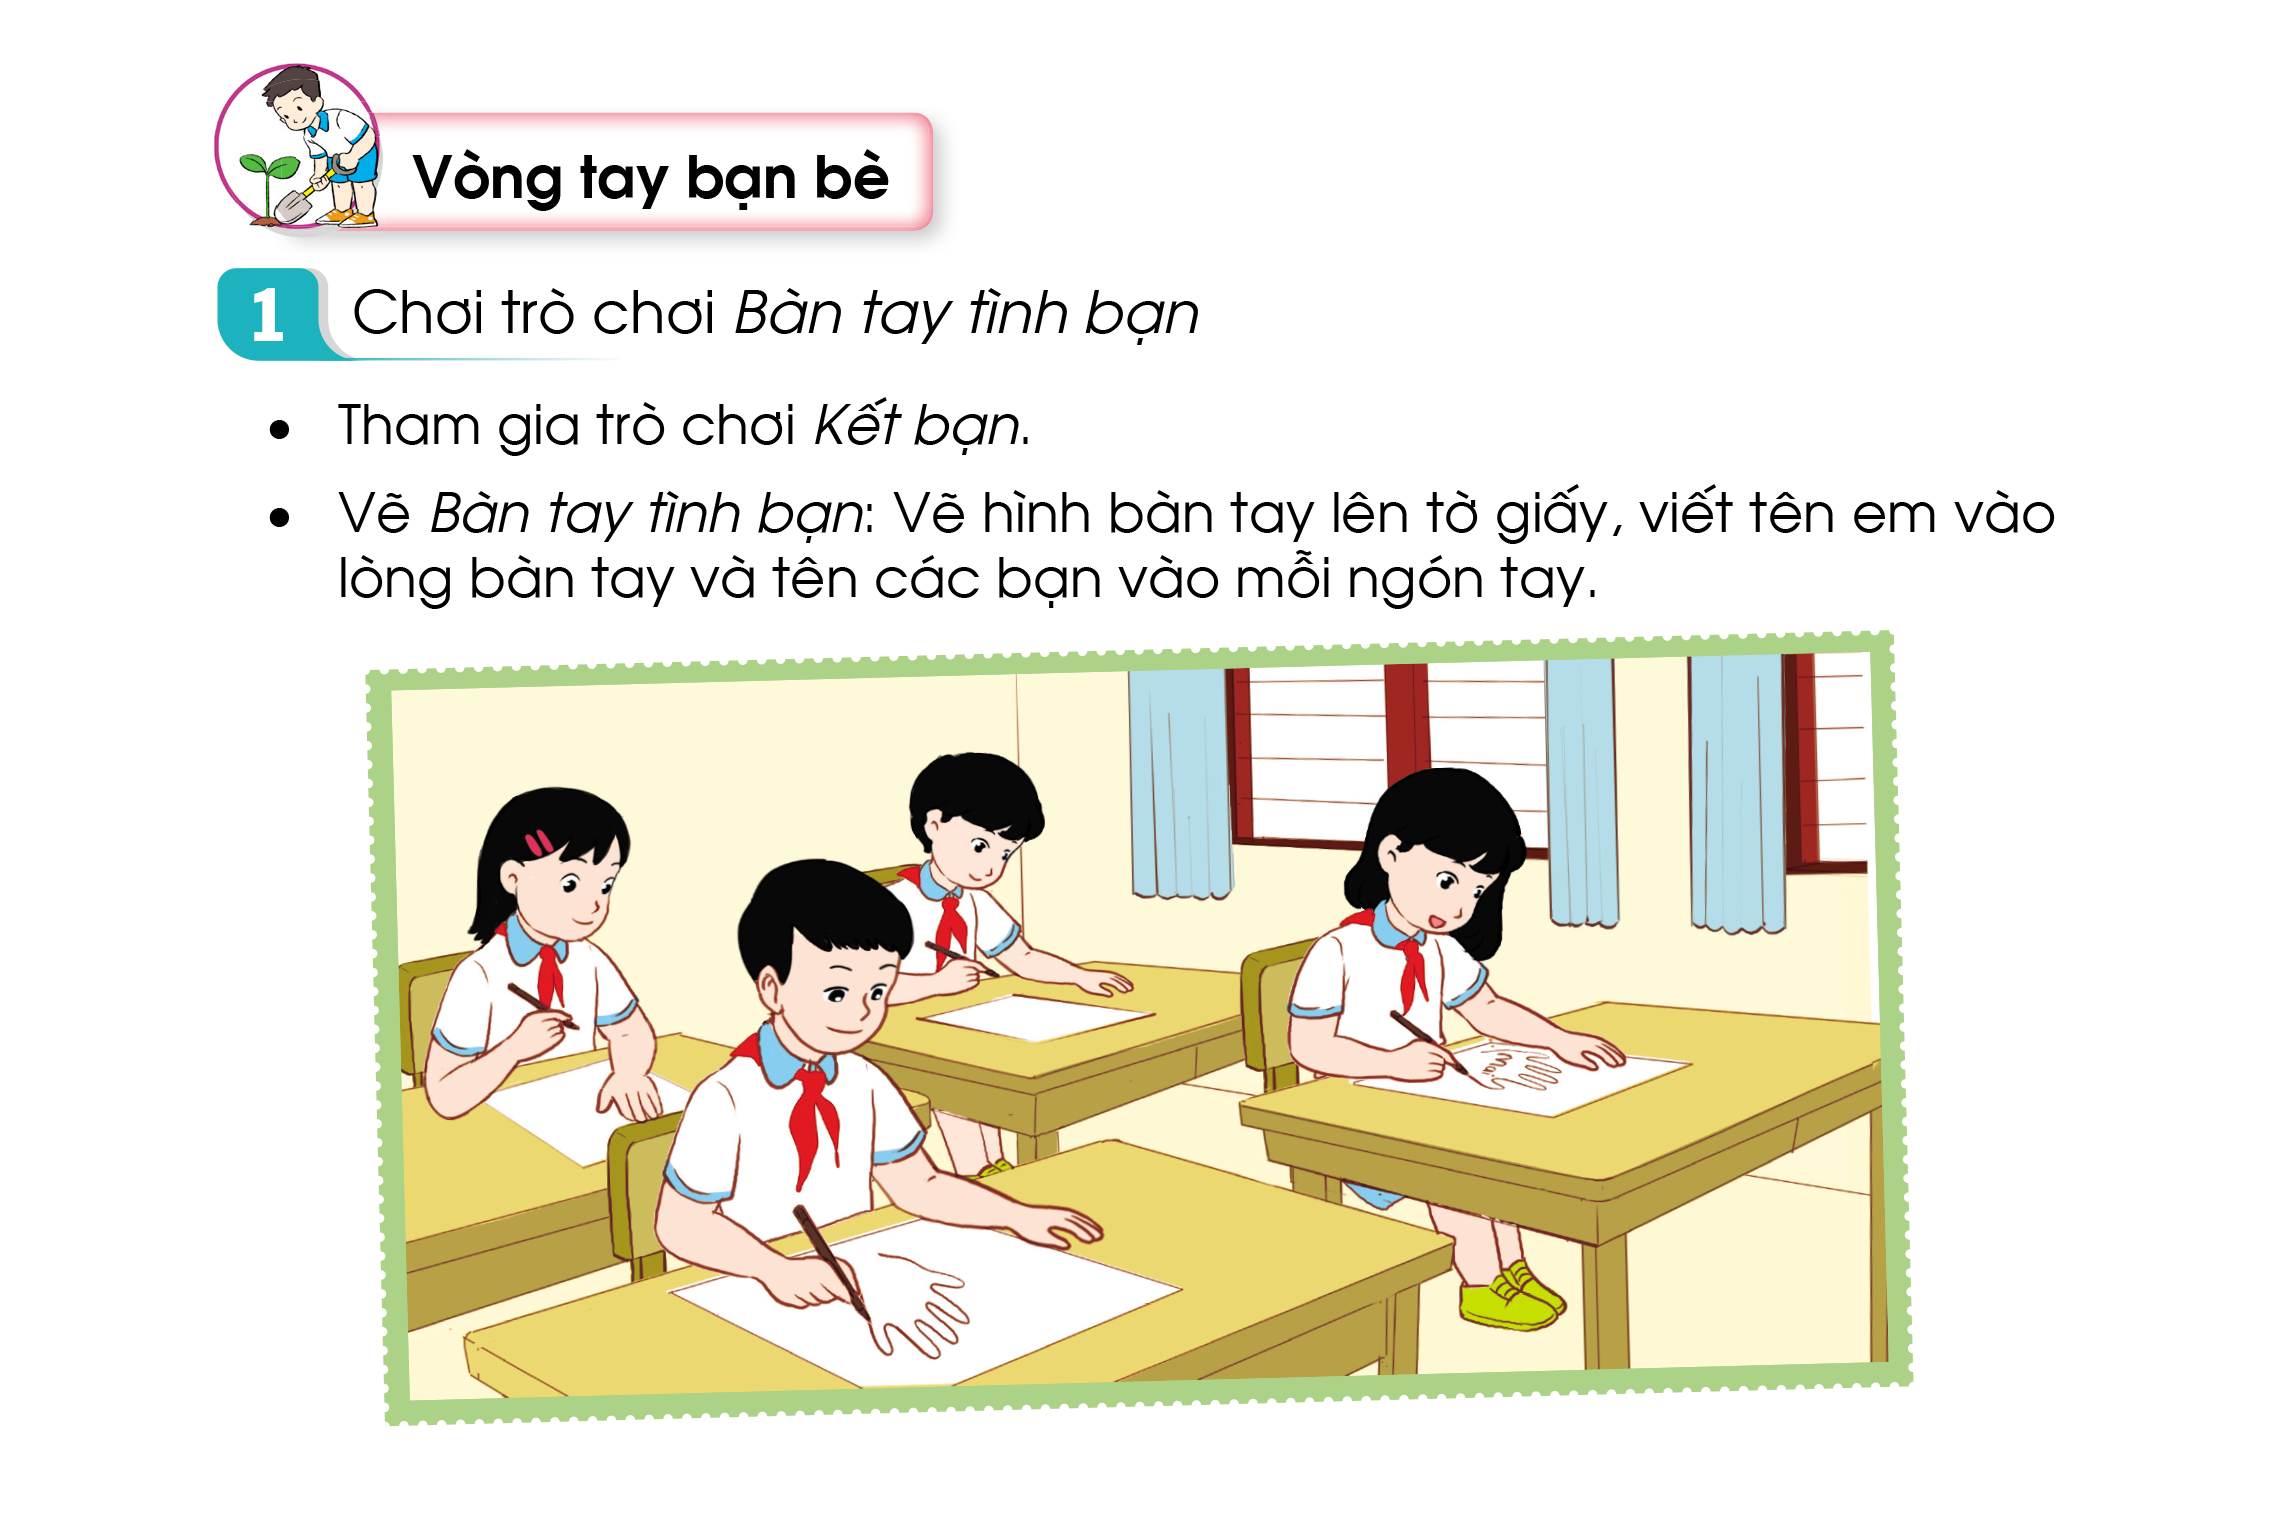 Vòng tay bạn bè
1 Chơi trò chơi Bàn tay tình bạn
• Tham gia trò chơi Kết bạn.
• Vẽ Bàn tay tình bạn: Vẽ hình bàn tay lên tờ giấy, viết tên em vào
lòng bàn tay và tên các bạn vào mỗi ngón tay.